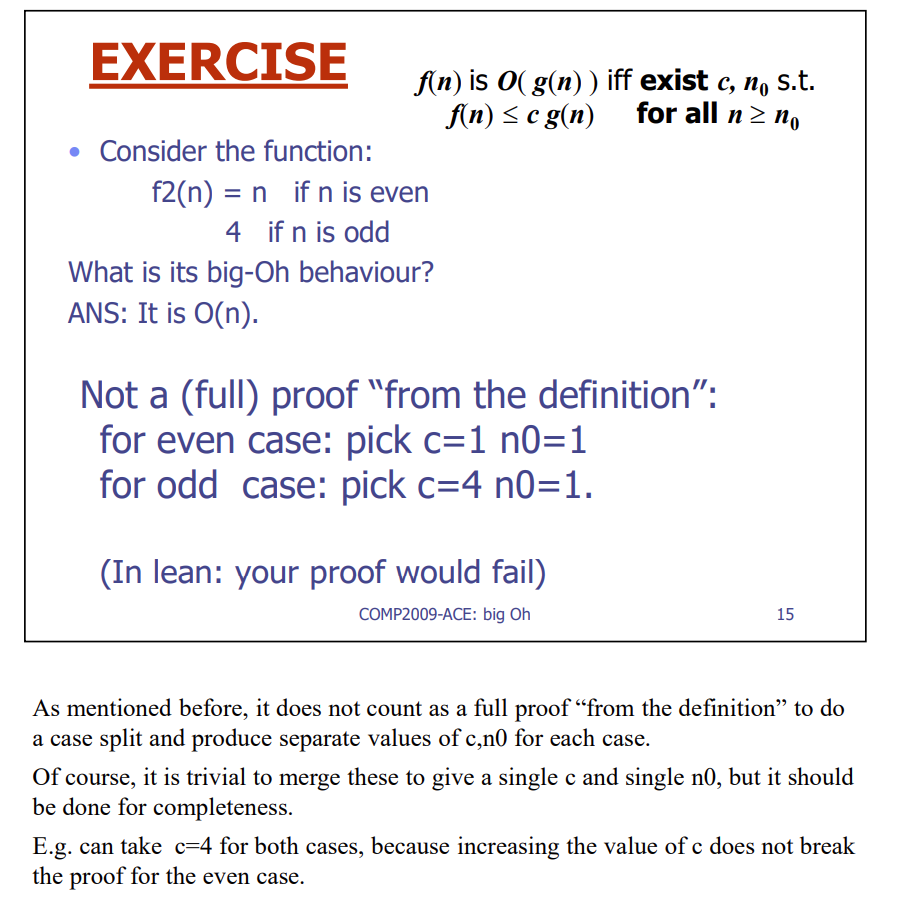 EXERCISE
f(n) is O( g(n) ) iff exist c, n₀ s.t.
f(n) ≤ c g(n) for all n ≥ n₀
• Consider the function:
f2(n) = n if n is even
4 if n is odd
What is its big-Oh behaviour?
ANS: It is O(n).
Not a (full) proof “from the definition”:
for even case: pick c=1 n0=1
for odd case: pick c=4 n0=1.
(In lean: your proof would fail)
COMP2009-ACE: big Oh 15
As mentioned before, it does not count as a full proof “from the definition” to do
a case split and produce separate values of c,n0 for each case.
Of course, it is trivial to merge these to give a single c and single n0, but it should
be done for completeness.
E.g. can take c=4 for both cases, because increasing the value of c does not break
the proof for the even case.